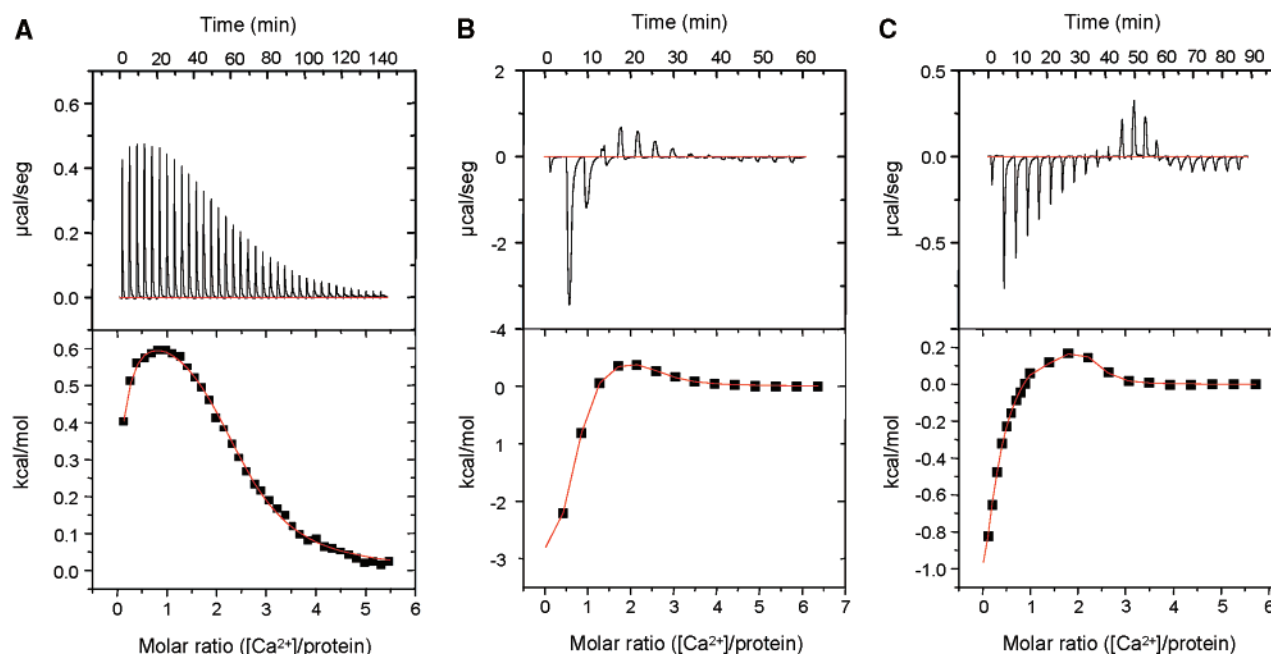 A
Time (min)
0 20 40 60 80 100 120 140
0.6
0.4
0.2
0.0
µcal/seg
0.6
0.5
0.4
0.3
0.2
0.1
0.0
kcal/mol
0 1 2 3 4 5 6
Molar ratio ([Ca²⁺]/protein)
B
Time (min)
0 10 20 30 40 50 60
2
0
-2
-4
µcal/seg
0
1
-2
-3
kcal/mol
0 1 2 3 4 5 6 7
Molar ratio ([Ca²⁺]/protein)
C
Time (min)
0 10 20 30 40 50 60 70 80 90
0.5
0.0
-0.5
µcal/seg
0.2
0.0
-0.2
-0.4
-0.6
-0.8
-1.0
kcal/mol
0 1 2 3 4 5 6
Molar ratio ([Ca²⁺]/protein)